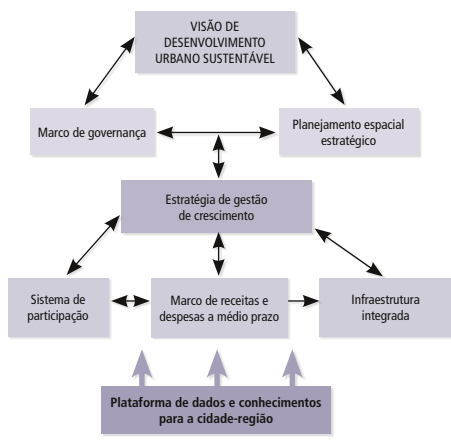 VISÃO DE
DESENVOLVIMENTO
URBANO SUSTENTÁVEL
Marco de governança
Planejamento espacial
estratégico
Estratégia de gestão
de crescimento
Sistema de
participação
Marco de receitas e
despesas a médio prazo
Infraestrutura
integrada
Plataforma de dados e conhecimentos
para a cidade-região